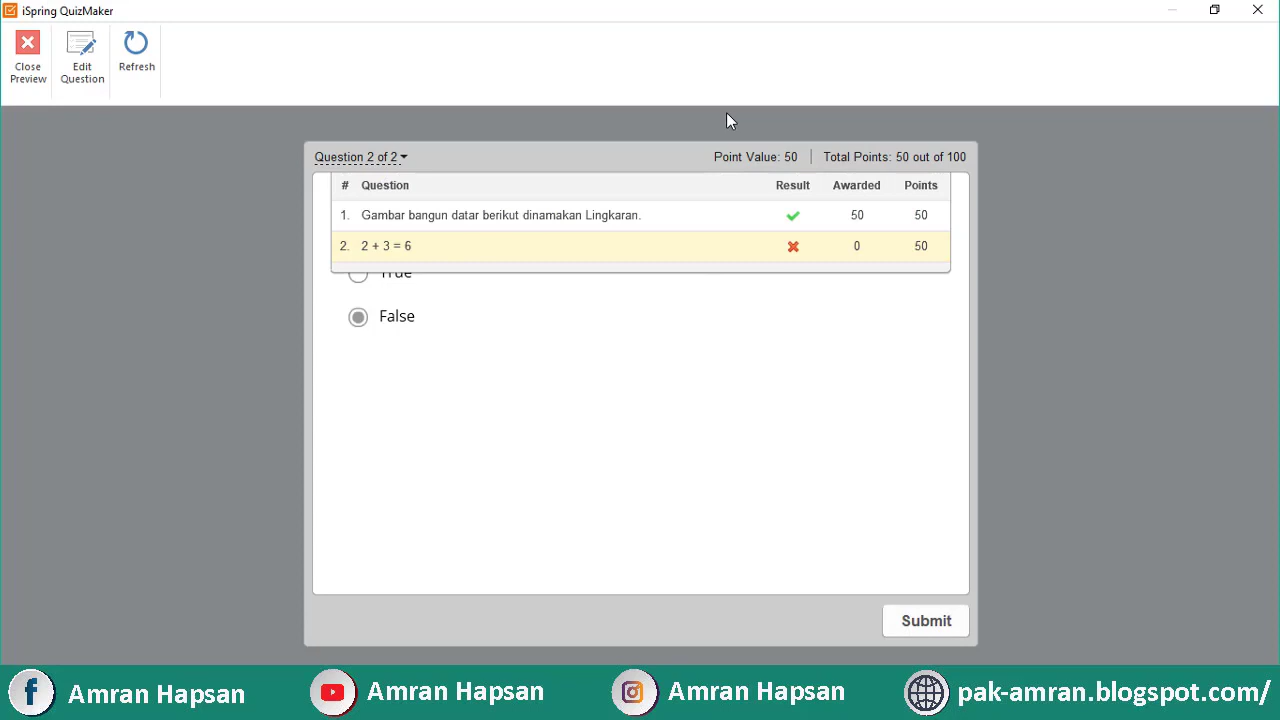 iSpring QuizMaker
Close Preview
Edit Question
Refresh
Question 2 of 2
Point Value: 50
Total Points: 50 out of 100
# Question Result Awarded Points
1. Gambar bangun datar berikut dinamakan Lingkaran. 50 50
2. 2 + 3 = 6 0 50
True
False
Submit
Amran Hapsan
Amran Hapsan
Amran Hapsan
pak-amran.blogspot.com/